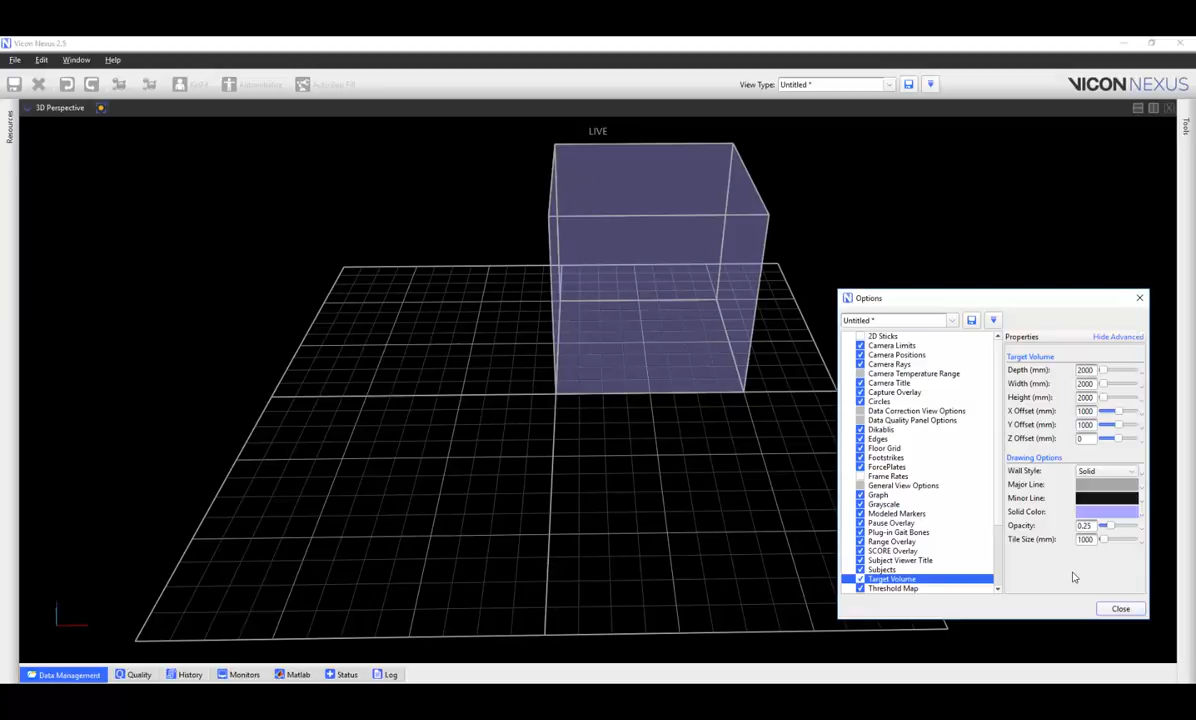 Vicon Nexus 2.5
File Edit Window Help
View Type: Untitled *
VICON NEXUS
3D Perspective
Resources
Tools
LIVE
Options
Untitled *
2D Sticks
Camera Limits
Camera Positions
Camera Rays
Camera Temperature Range
Camera Title
Capture Overlay
Circles
Data Correction View Options
Data Quality Panel Options
Dikablis
Edges
Floor Grid
Footstrikes
ForcePlates
Frame Rates
General View Options
Graph
Grayscale
Modeled Markers
Pause Overlay
Plug-in Gait Bones
Range Overlay
SCORE Overlay
Subject Viewer Title
Subjects
Target Volume
Threshold Map
Properties Hide Advanced
Target Volume
Depth (mm): 2000
Width (mm): 2000
Height (mm): 2000
X Offset (mm): 1000
Y Offset (mm): 1000
Z Offset (mm): 0
Drawing Options
Wall Style: Solid
Major Line:
Minor Line:
Solid Color:
Opacity: 0.25
Tile Size (mm): 1000
Close
Data Management Quality History Monitors Matlab Status Log